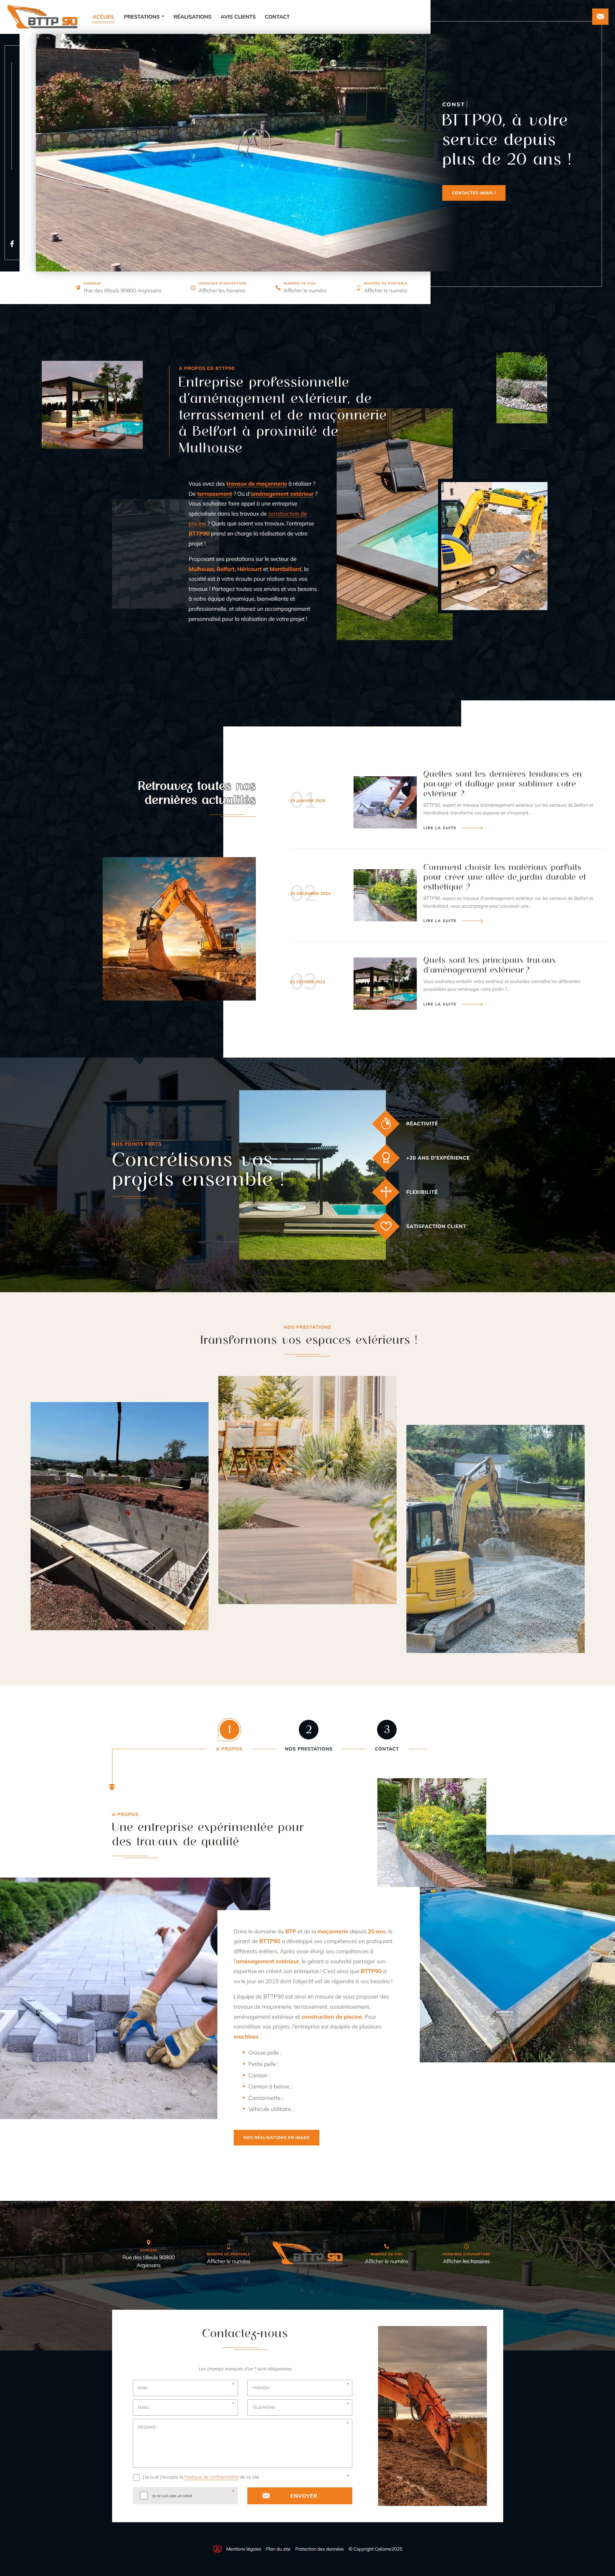 BTTP 90
ACCUEIL
PRESTATIONS
RÉALISATIONS
AVIS CLIENTS
CONTACT
CONST
BTTP90, à votre
service depuis
plus de 20 ans !
CONTACTEZ-NOUS !
ADRESSE
Rue des tilleuls 90800 Argiesans
HORAIRES D'OUVERTURE
Afficher les horaires
NUMÉRO DE FIXE
Afficher le numéro
NUMÉRO DE PORTABLE
Afficher le numéro
A PROPOS DE BTTP90
Entreprise professionnelle
d'aménagement extérieur, de
terrassement et de maçonnerie
à Belfort à proximité de
Mulhouse
Vous avez des travaux de maçonnerie à réaliser ?
De terrassement ? Ou d'aménagement extérieur ?
Vous souhaitez faire appel à une entreprise
spécialisée dans les travaux de construction de
piscine ? Quels que soient vos travaux, l'entreprise
BTTP90 prend en charge la réalisation de votre
projet !
Proposant ses prestations sur le secteur de
Mulhouse, Belfort, Héricourt et Montbéliard, la
société est à votre écoute pour réaliser tous vos
travaux ! Partagez toutes vos envies et vos besoins
à notre équipe dynamique, bienveillante et
professionnelle, et obtenez un accompagnement
personnalisé pour la réalisation de votre projet !
Retrouvez toutes nos
dernières actualités
01
15 JANVIER 2025
Quelles sont les dernières tendances en
pavage et dallage pour sublimer votre
extérieur ?
BTTP90, expert en travaux d'aménagement extérieur sur les secteurs de Belfort et
Montbéliard, transforme vos espaces en s'inspirant...
LIRE LA SUITE
02
15 DÉCEMBRE 2024
Comment choisir les matériaux parfaits
pour créer une allée de jardin durable et
esthétique ?
BTTP90, expert en travaux d'aménagement extérieur sur les secteurs de Belfort et
Montbéliard, vous accompagne pour concevoir une...
LIRE LA SUITE
03
01 FÉVRIER 2023
Quels sont les principaux travaux
d'aménagement extérieur ?
Vous souhaitez embellir votre extérieur et souhaitez connaître les différentes
possibilités pour aménager votre jardin ?...
LIRE LA SUITE
NOS POINTS FORTS
Concrétisons vos
projets ensemble !
RÉACTIVITÉ
+20 ANS D'EXPÉRIENCE
FLEXIBILITÉ
SATISFACTION CLIENT
NOS PRESTATIONS
Transformons vos espaces extérieurs !
1
2
3
A PROPOS
NOS PRESTATIONS
CONTACT
A PROPOS
Une entreprise expérimentée pour
des travaux de qualité
Dans le domaine du BTP et de la maçonnerie depuis 20 ans, le
gérant de BTTP90 a développé ses compétences en pratiquant
différents métiers. Après avoir élargi ses compétences à
l'aménagement extérieur, le gérant a souhaité partager son
expertise en créant son entreprise ! C'est ainsi que BTTP90 a
vu le jour en 2019 dont l'objectif est de répondre à vos besoins !
L'équipe de BTTP90 est ainsi en mesure de vous proposer des
travaux de maçonnerie, terrassement, assainissement,
aménagement extérieur et construction de piscine. Pour
concrétiser vos projets, l'entreprise est équipée de plusieurs
machines :
• Grosse pelle ;
• Petite pelle ;
• Camion ;
• Camion à benne ;
• Camionnette ;
• Véhicule utilitaire...
NOS RÉALISATIONS EN IMAGE
ADRESSE
Rue des tilleuls 90800
Argiesans
NUMÉRO DE PORTABLE
Afficher le numéro
BTTP 90
NUMÉRO DE FIXE
Afficher le numéro
HORAIRES D'OUVERTURE
Afficher les horaires
Contactez-nous
Les champs marqués d'un * sont obligatoires
NOM : *
PRÉNOM : *
EMAIL : *
TÉLÉPHONE : *
MESSAGE : *
J'ai lu et j'accepte la Politique de confidentialité de ce site *
Je ne suis pas un robot *
ENVOYER
Mentions légales
Plan du site
Protection des données
© Copyright Cekome2025